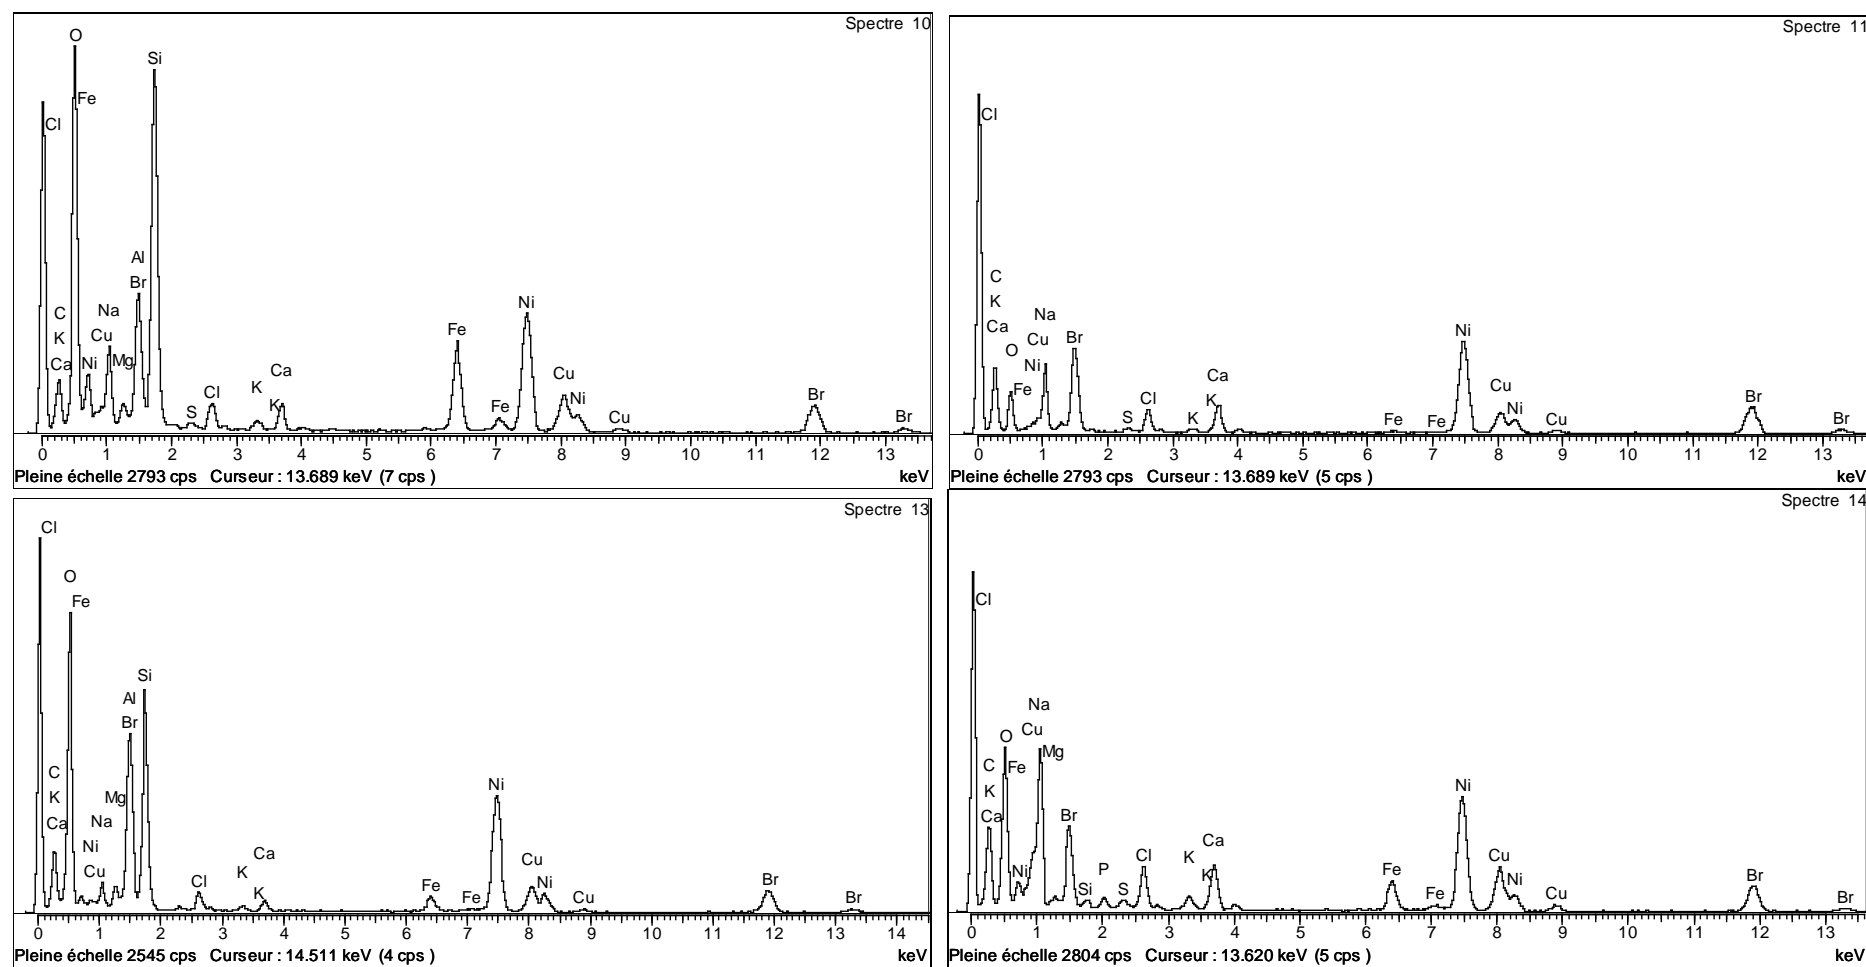 Spectre 10
O
Si
Fe
Cl
Al
Br
C
Na
K
Cu
Ca
Ni
Mg
S
Cl
K
K
Ca
Fe
Fe
Ni
Cu
Ni
Cu
Br
Br
0 1 2 3 4 5 6 7 8 9 10 11 12 13
Pleine échelle 2793 cps Curseur : 13.689 keV (7 cps ) keV
Spectre 11
Cl
C
K
Ca
Na
Cu
O
Ni
Fe
Br
S
Cl
K
K
Ca
Fe
Fe
Ni
Cu
Ni
Cu
Br
Br
0 1 2 3 4 5 6 7 8 9 10 11 12 13
Pleine échelle 2793 cps Curseur : 13.689 keV (5 cps ) keV
Spectre 13
Cl
O
Fe
Si
Al
Br
C
K
Mg
Ca
Na
Ni
Cu
Cl
K
K
Ca
Fe
Fe
Ni
Cu
Ni
Cu
Br
Br
0 1 2 3 4 5 6 7 8 9 10 11 12 13 14
Pleine échelle 2545 cps Curseur : 14.511 keV (4 cps ) keV
Spectre 14
Cl
Na
Cu
O
Mg
C
Fe
K
Ca
Br
Ni
Si
P
S
Cl
K
K
Ca
Fe
Fe
Ni
Cu
Ni
Cu
Br
Br
0 1 2 3 4 5 6 7 8 9 10 11 12 13
Pleine échelle 2804 cps Curseur : 13.620 keV (5 cps ) keV